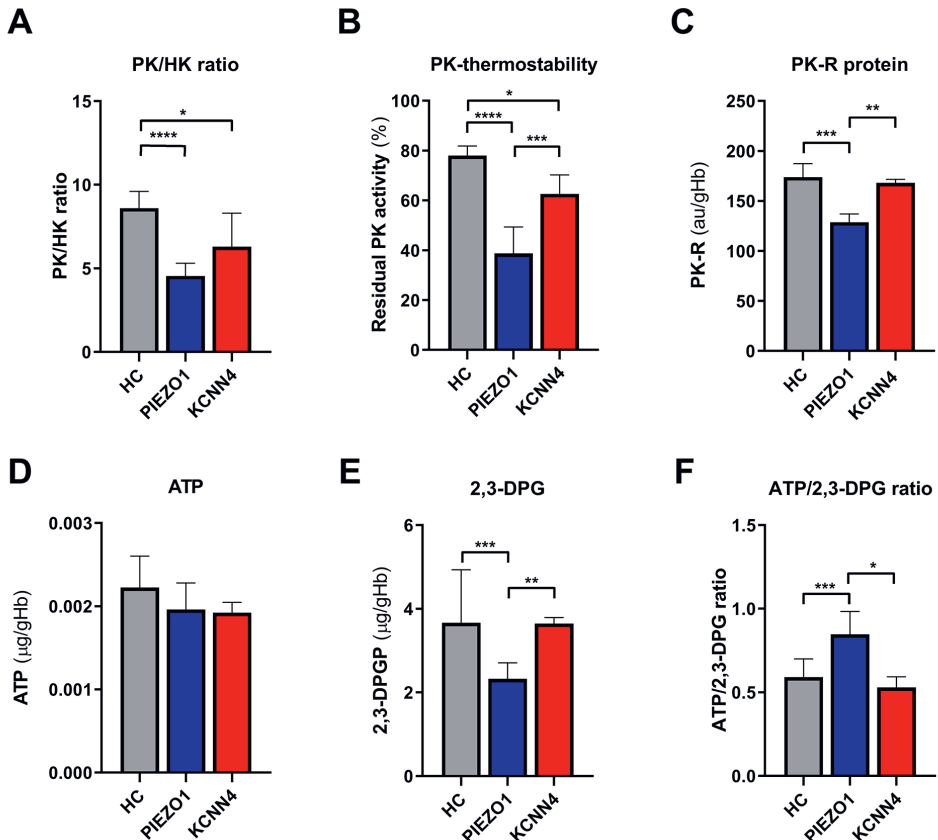 A
PK/HK ratio
PK/HK ratio
15
10
5
0
*
****
HC
PIEZO1
KCNN4
B
PK-thermostability
Residual PK activity (%)
100
80
60
40
20
0
*
****
***
HC
PIEZO1
KCNN4
C
PK-R protein
PK-R (au/gHb)
250
200
150
100
50
0
**
***
HC
PIEZO1
KCNN4
D
ATP
ATP (µg/gHb)
0.003
0.002
0.001
0.000
HC
PIEZO1
KCNN4
E
2,3-DPG
2,3-DPGP (µg/gHb)
6
4
2
0
***
**
HC
PIEZO1
KCNN4
F
ATP/2,3-DPG ratio
ATP/2,3-DPG ratio
1.5
1.0
0.5
0.0
*
***
HC
PIEZO1
KCNN4